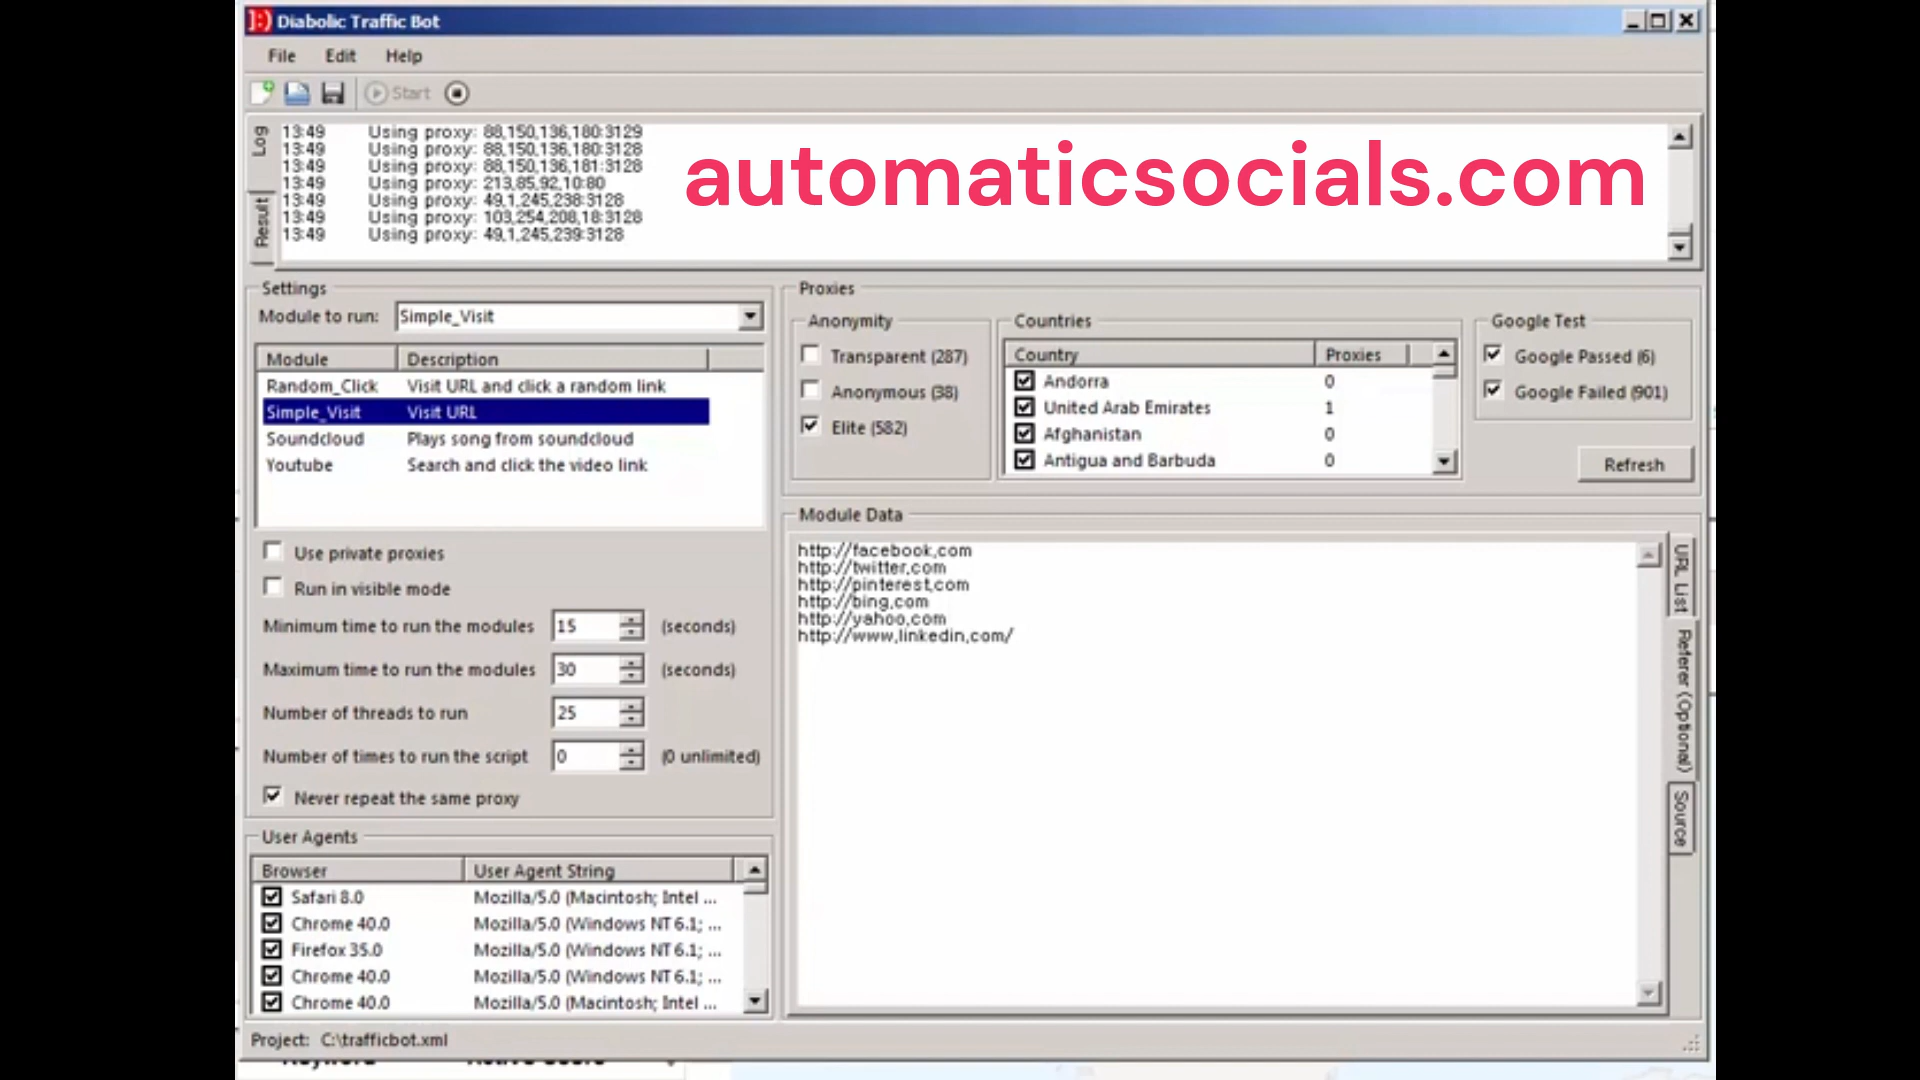 Diabolic Traffic Bot
File Edit Help
Start
Log
Result
13:49 Using proxy: 88,150,136,180:3129
13:49 Using proxy: 88,150,136,180:3128
13:49 Using proxy: 88,150,136,181:3128
13:49 Using proxy: 213,85,92,10:80
13:49 Using proxy: 49,1,245,238:3128
13:49 Using proxy: 103,254,208,18:3128
13:49 Using proxy: 49,1,245,239:3128
automaticsocials.com
Settings
Module to run: Simple_Visit
Module Description
Random_Click Visit URL and click a random link
Simple_Visit Visit URL
Soundcloud Plays song from soundcloud
Youtube Search and click the video link
Use private proxies
Run in visible mode
Minimum time to run the modules 15 (seconds)
Maximum time to run the modules 30 (seconds)
Number of threads to run 25
Number of times to run the script 0 (0 unlimited)
Never repeat the same proxy
User Agents
Browser User Agent String
Safari 8.0 Mozilla/5.0 (Macintosh; Intel ...
Chrome 40.0 Mozilla/5.0 (Windows NT 6.1; ...
Firefox 35.0 Mozilla/5.0 (Windows NT 6.1; ...
Chrome 40.0 Mozilla/5.0 (Windows NT 6.1; ...
Chrome 40.0 Mozilla/5.0 (Macintosh; Intel ...
Proxies
Anonymity
Transparent (287)
Anonymous (38)
Elite (582)
Countries
Country Proxies
Andorra 0
United Arab Emirates 1
Afghanistan 0
Antigua and Barbuda 0
Google Test
Google Passed (6)
Google Failed (901)
Refresh
Module Data
http://facebook,com
http://twitter,com
http://pinterest,com
http://bing,com
http://yahoo,com
http://www,linkedin,com/
URL List
Referer (Optional)
Source
Project: C:\trafficbot.xml